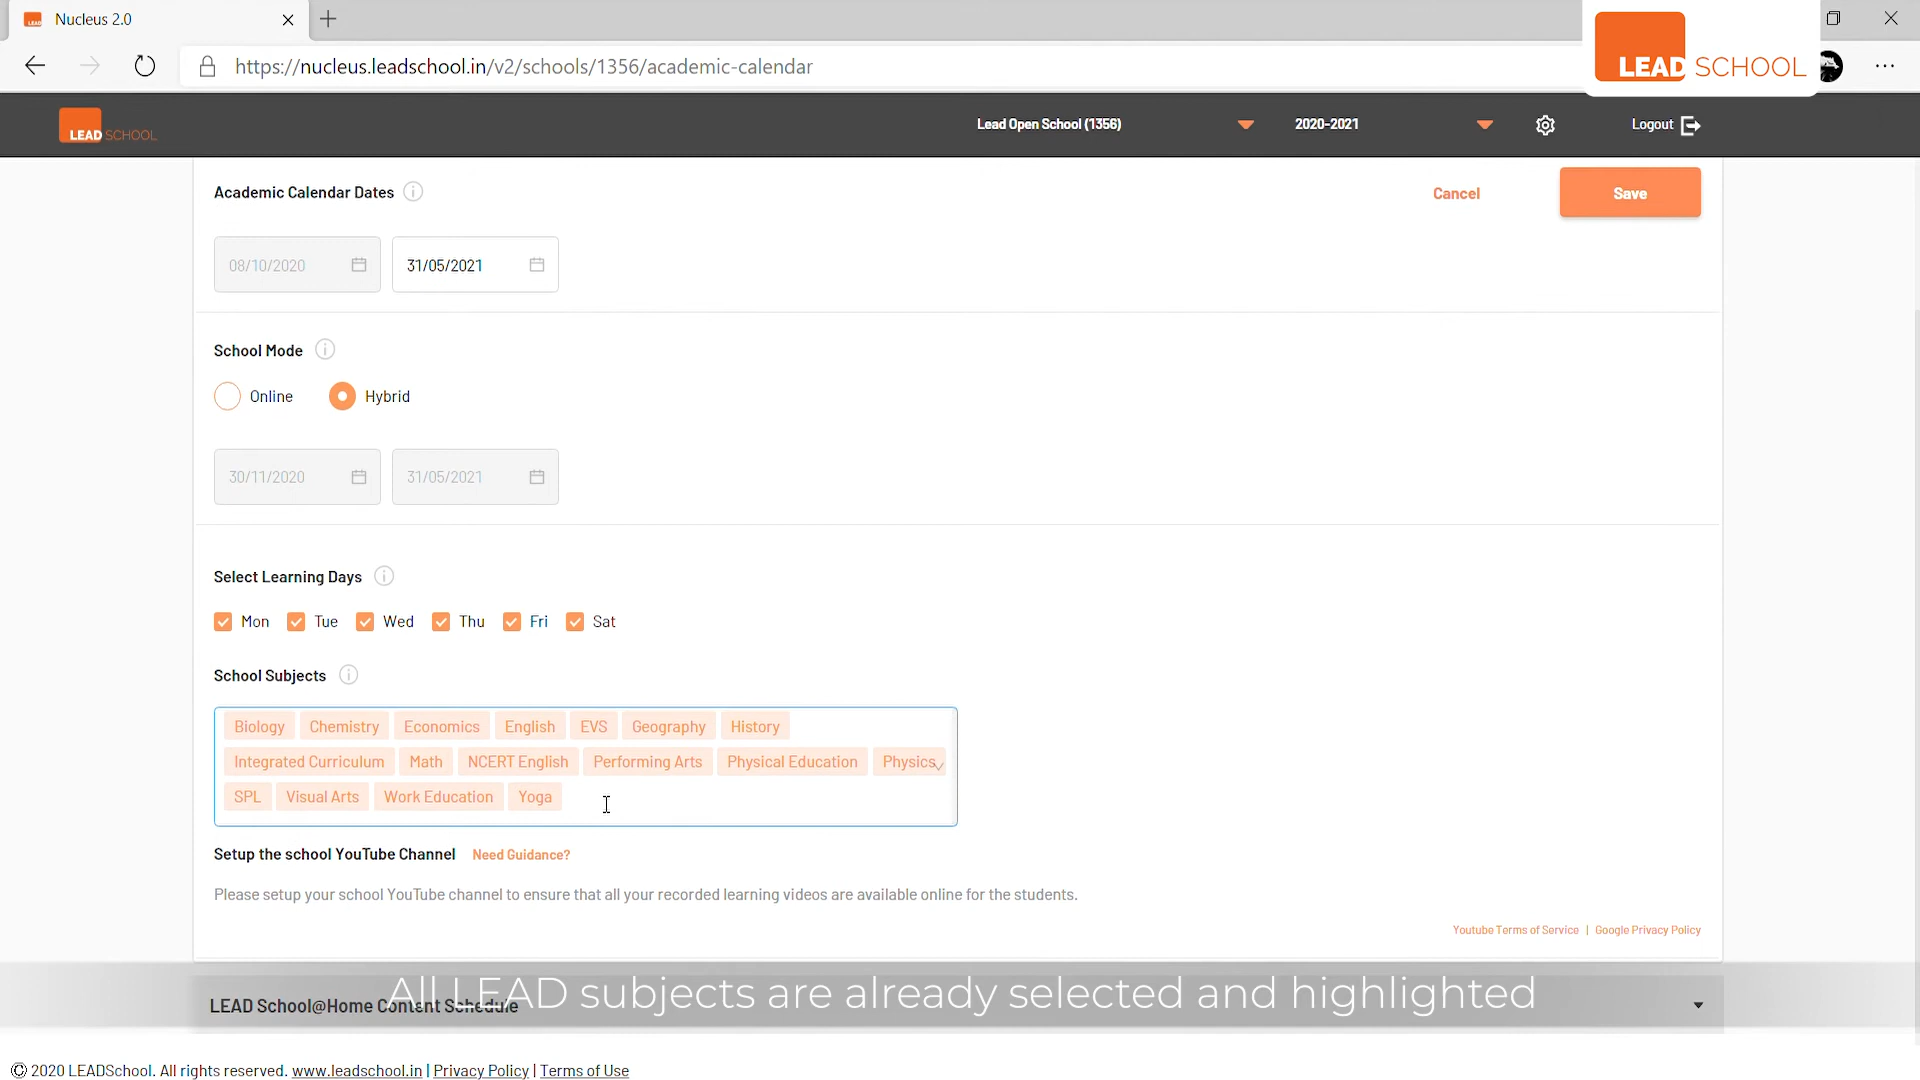 Nucleus 2.0
https://nucleus.leadschool.in/v2/schools/1356/academic-calendar
LEAD SCHOOL
LEAD SCHOOL
Lead Open School (1356)
2020-2021
Logout
Academic Calendar Dates
Cancel
Save
08/10/2020
31/05/2021
School Mode
Online
Hybrid
30/11/2020
31/05/2021
Select Learning Days
Mon Tue Wed Thu Fri Sat
School Subjects
Biology Chemistry Economics English EVS Geography History
Integrated Curriculum Math NCERT English Performing Arts Physical Education Physics
SPL Visual Arts Work Education Yoga
Setup the school YouTube Channel Need Guidance?
Please setup your school YouTube channel to ensure that all your recorded learning videos are available online for the students.
Youtube Terms of Service | Google Privacy Policy
All LEAD subjects are already selected and highlighted
LEAD School@Home Content Schedule
© 2020 LEADSchool. All rights reserved. www.leadschool.in | Privacy Policy | Terms of Use